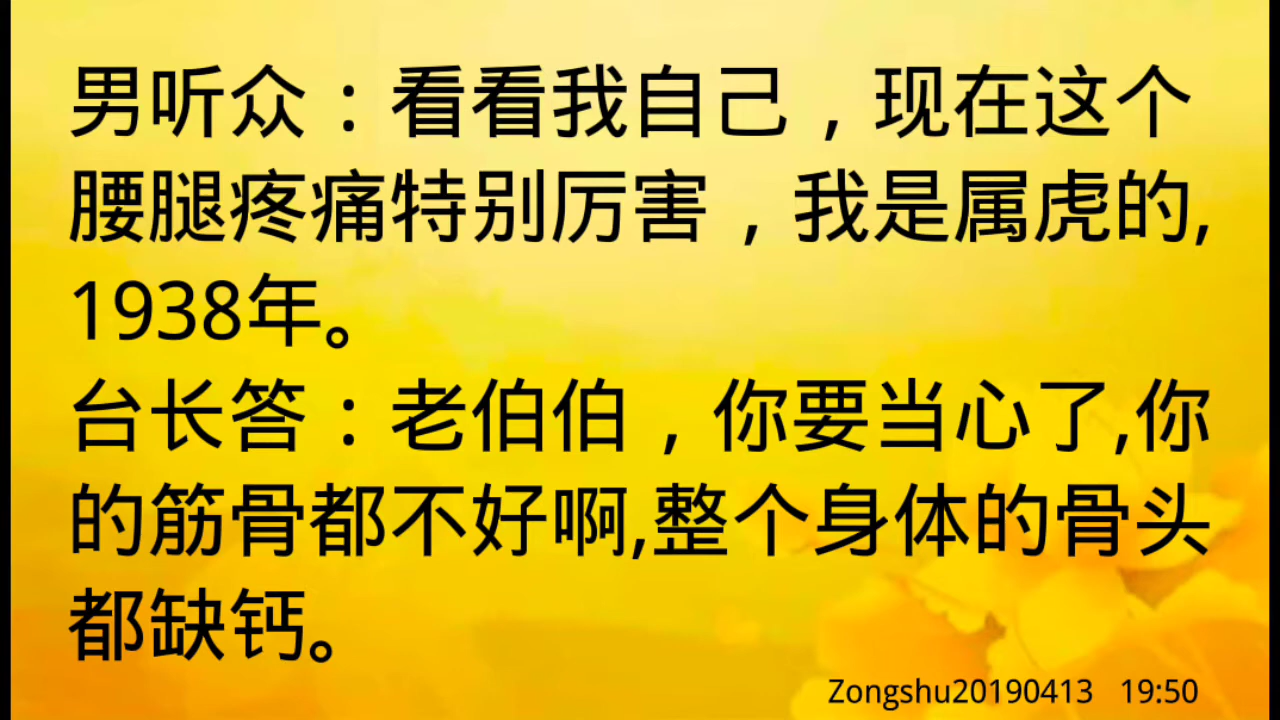 男听众：看看我自己，现在这个
腰腿疼痛特别厉害，我是属虎的,
1938年。
台长答：老伯伯，你要当心了,你
的筋骨都不好啊,整个身体的骨头
都缺钙。
Zongshu20190413 19:50